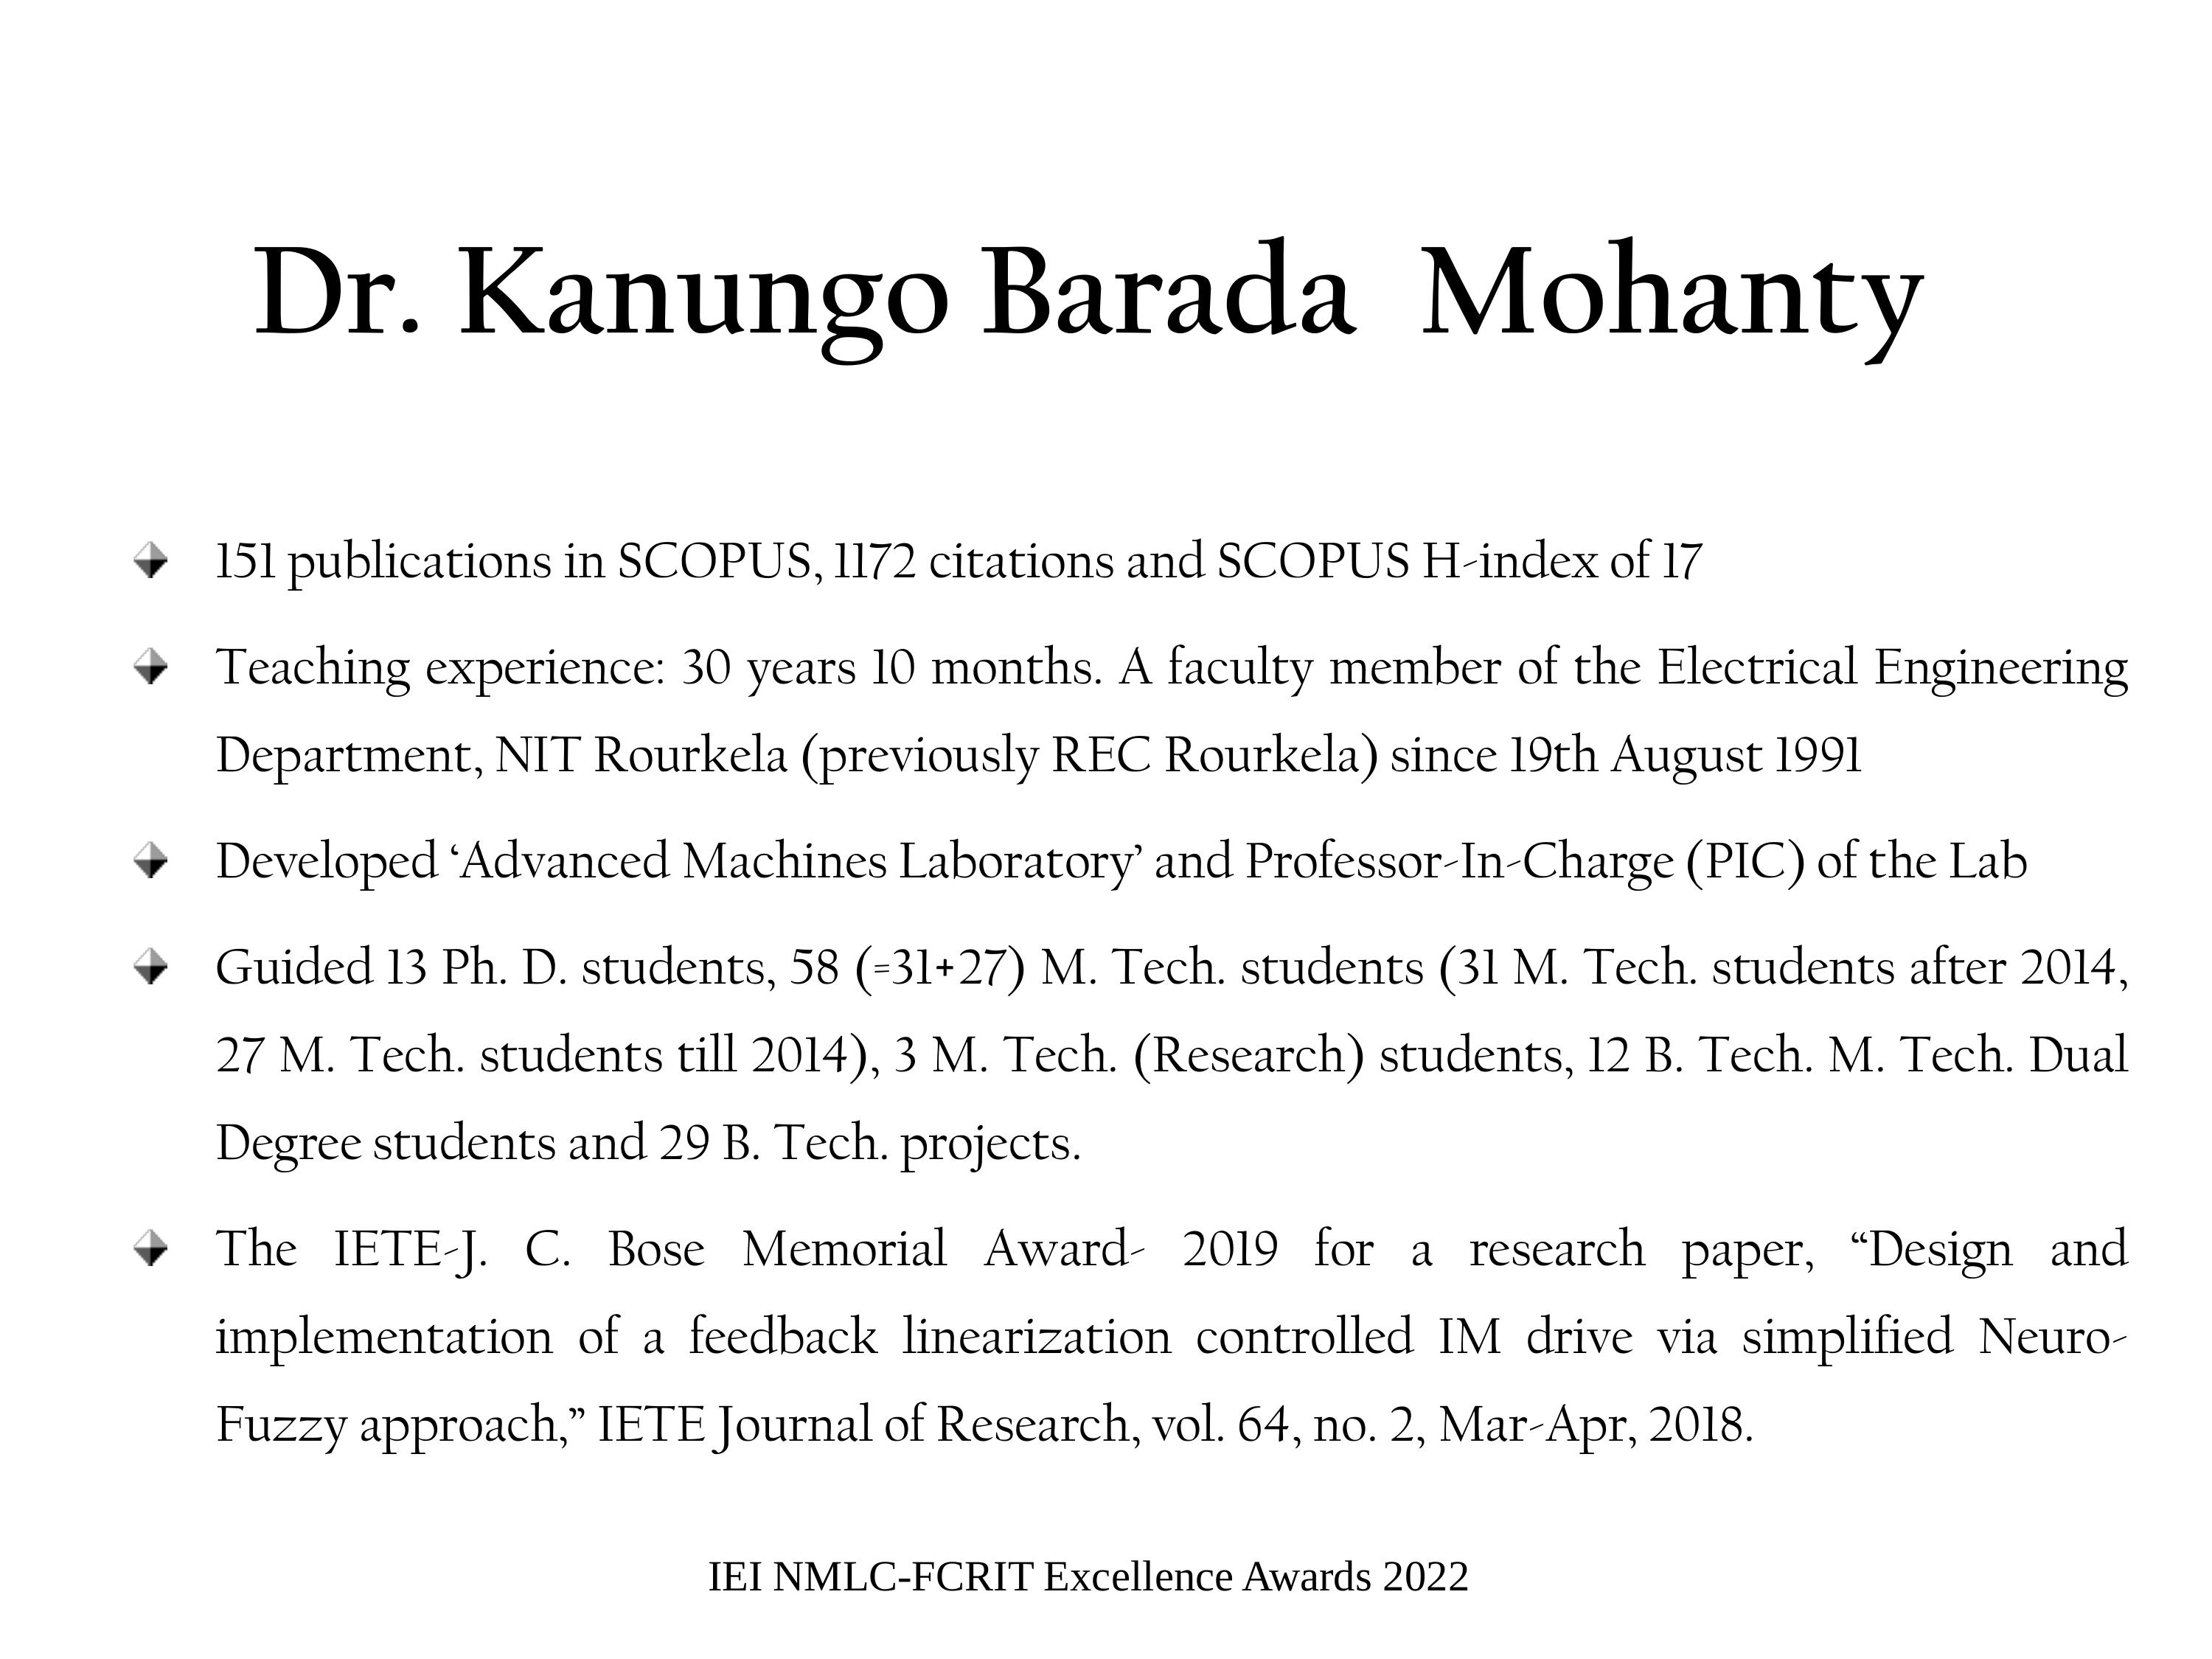 Dr. Kanungo Barada  Mohanty
151 publications in SCOPUS, 1172 citations and SCOPUS H-index of 17
Teaching experience: 30 years 10 months. A faculty member of the Electrical Engineering
Department, NIT Rourkela (previously REC Rourkela) since 19th August 1991
Developed ‘Advanced Machines Laboratory’ and Professor-In-Charge (PIC) of the Lab
Guided 13 Ph. D. students, 58 (=31+27) M. Tech. students (31 M. Tech. students after 2014,
27 M. Tech. students till 2014), 3 M. Tech. (Research) students, 12 B. Tech. M. Tech. Dual
Degree students and 29 B. Tech. projects.
The IETE-J. C. Bose Memorial Award- 2019 for a research paper, “Design and
implementation of a feedback linearization controlled IM drive via simplified Neuro-
Fuzzy approach,” IETE Journal of Research, vol. 64, no. 2, Mar-Apr, 2018.
IEI NMLC-FCRIT Excellence Awards 2022